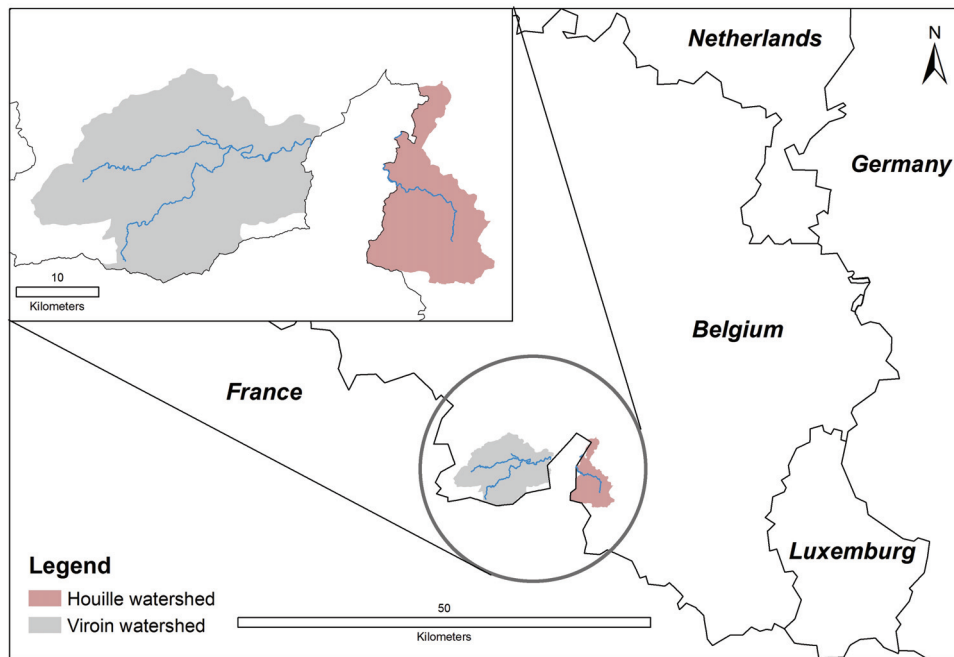 Netherlands
N
Germany
10
Kilometers
Belgium
France
Luxemburg
Legend
Houille watershed
Viroin watershed
50
Kilometers